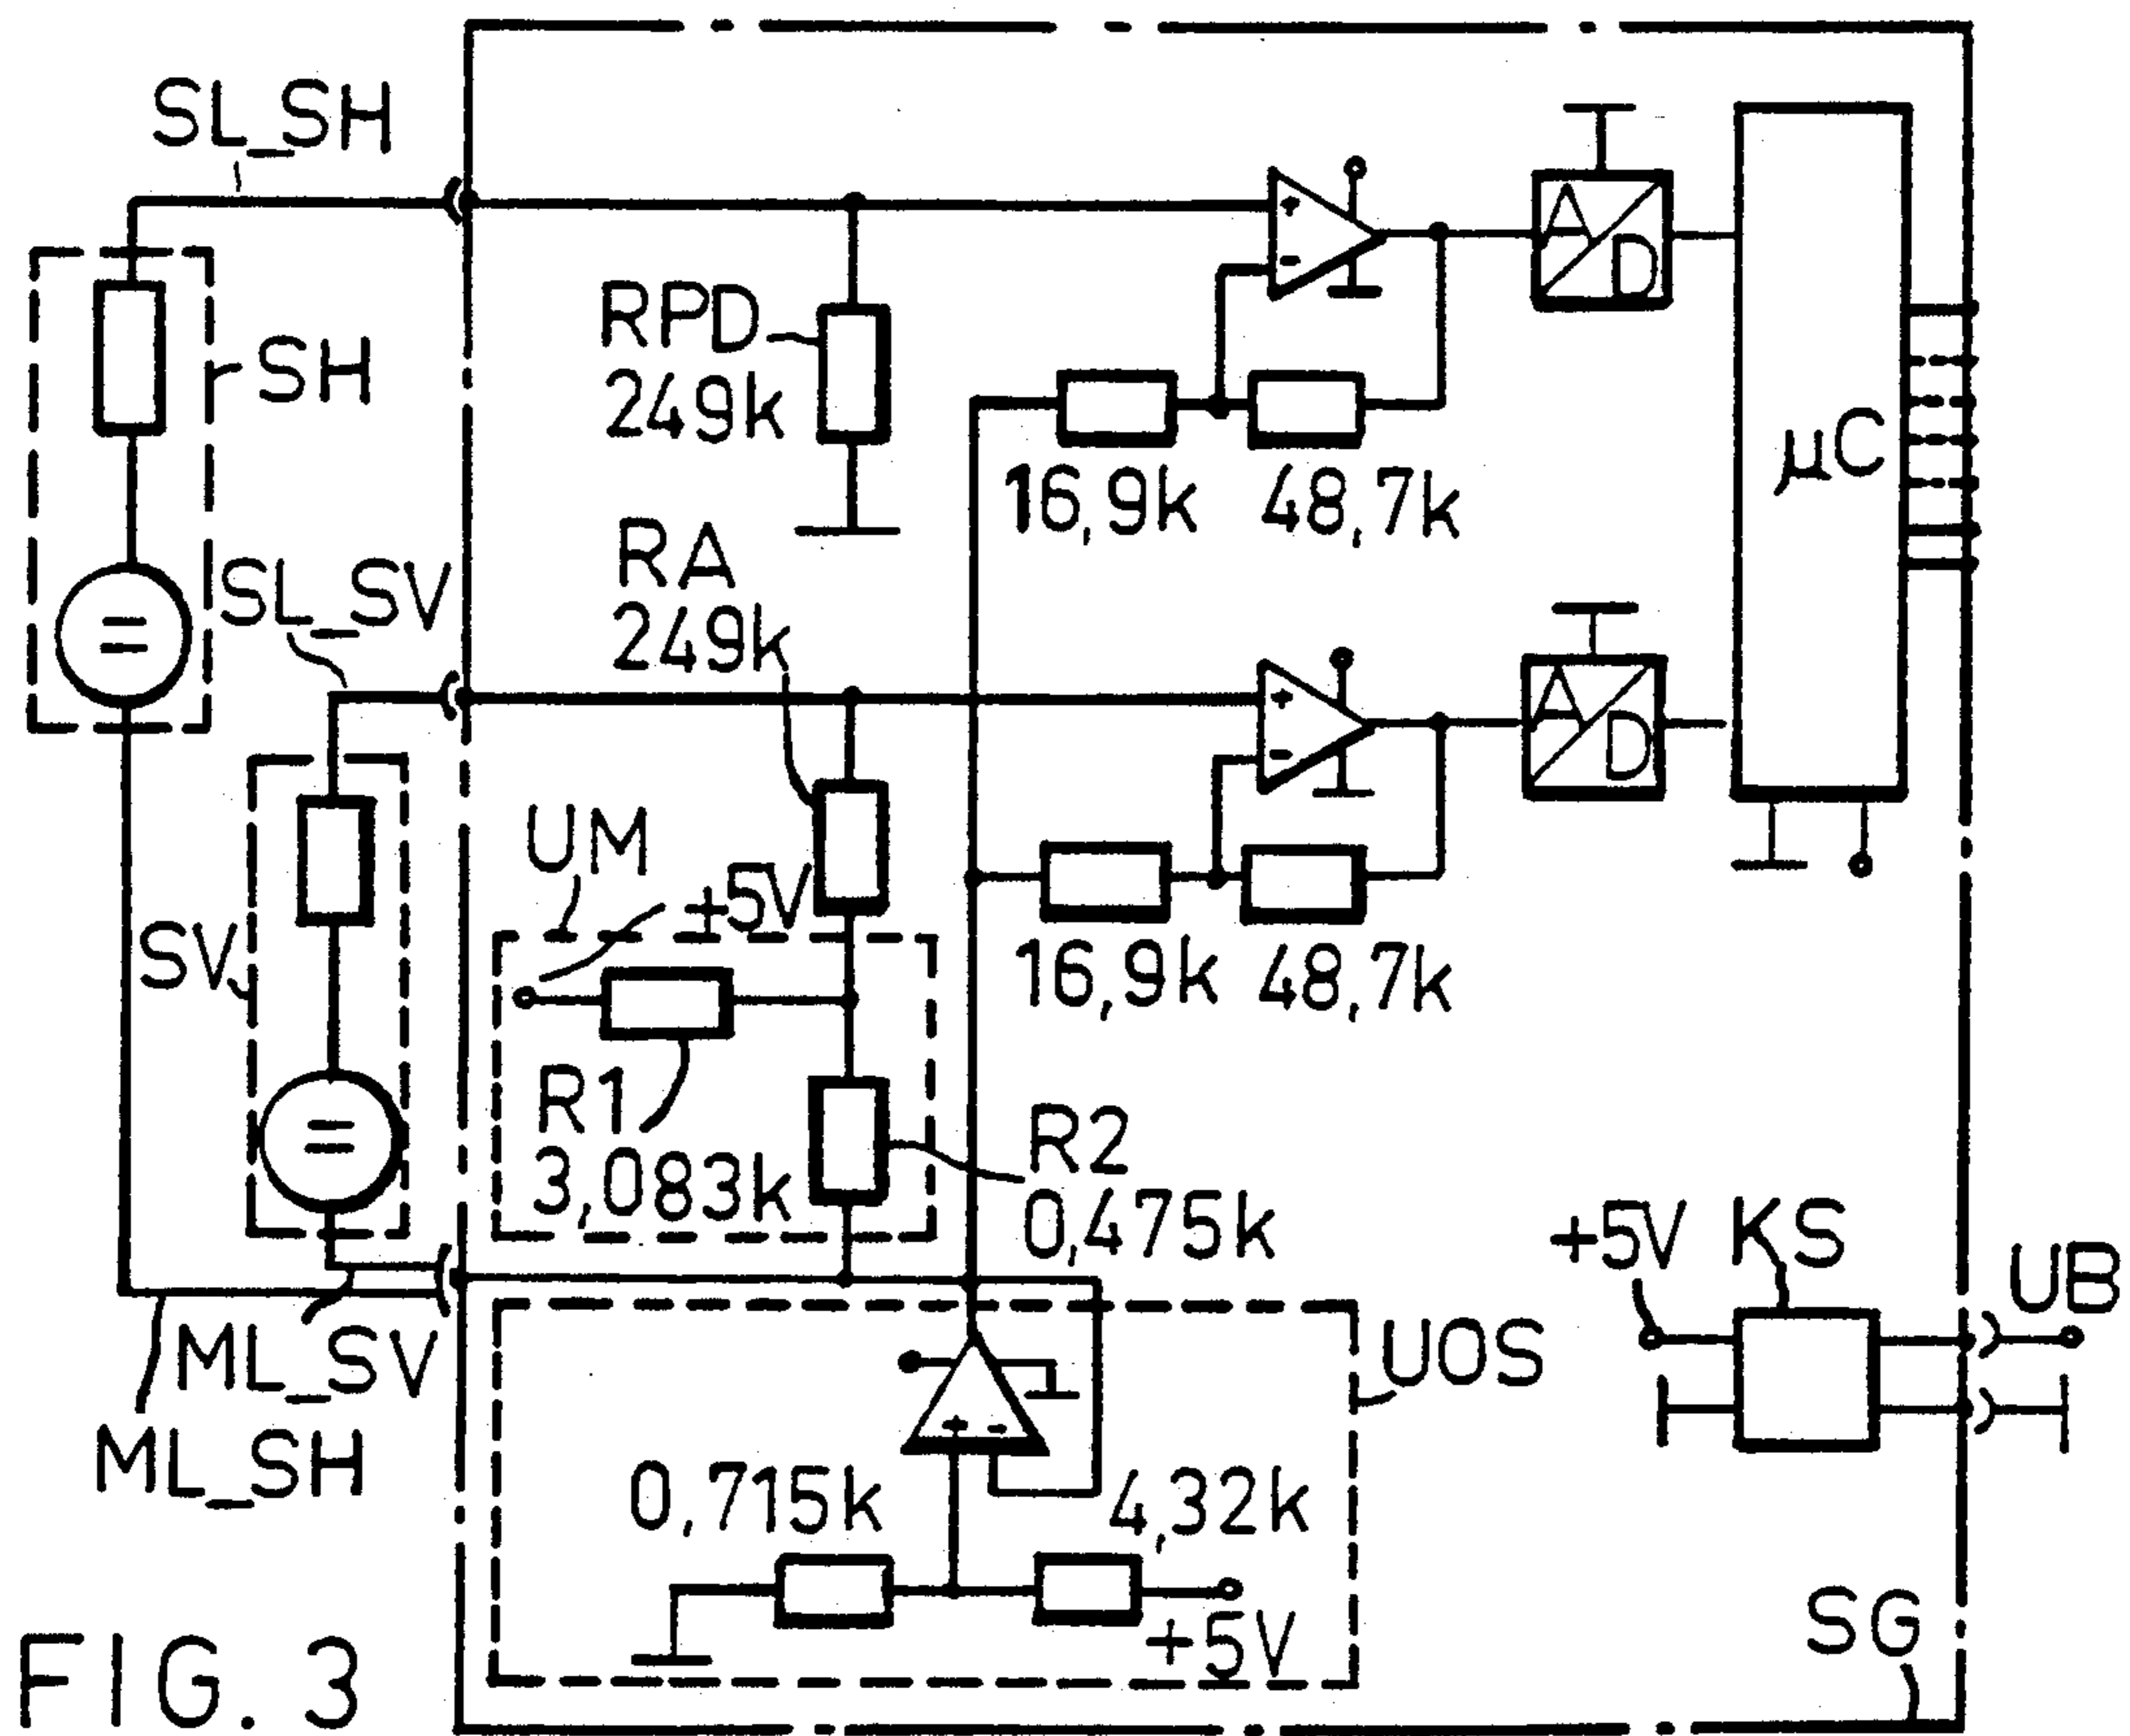 SL_SH
+
-
A/D
SH
RPD
249k
16,9k
48,7k
µC
=
SL_SV
RA
249k
+
-
A/D
UM
+5V
SV
16,9k
48,7k
R1
3,083k
=
R2
0,475k
+5V
KS
UB
ML_SV
UOS
ML_SH
+
-
0,715k
4,32k
+5V
SG
FIG. 3